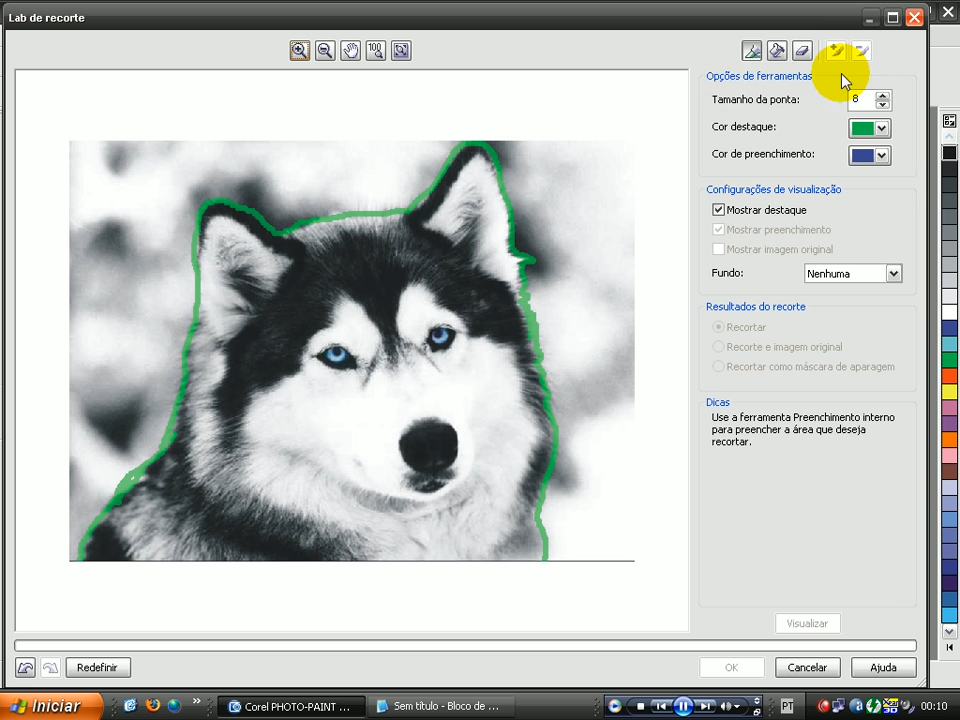 Lab de recorte
100
Opções de ferramentas
Tamanho da ponta:
8
Cor destaque:
Cor de preenchimento:
Configurações de visualização
Mostrar destaque
Mostrar preenchimento
Mostrar imagem original
Fundo:
Nenhuma
Resultados do recorte
Recortar
Recorte e imagem original
Recortar como máscara de aparagem
Dicas
Use a ferramenta Preenchimento interno
para preencher a área que deseja
recortar.
Visualizar
Redefinir
OK
Cancelar
Ajuda
Iniciar
»
Corel PHOTO-PAINT ...
Sem título - Bloco de ...
PT
00:10